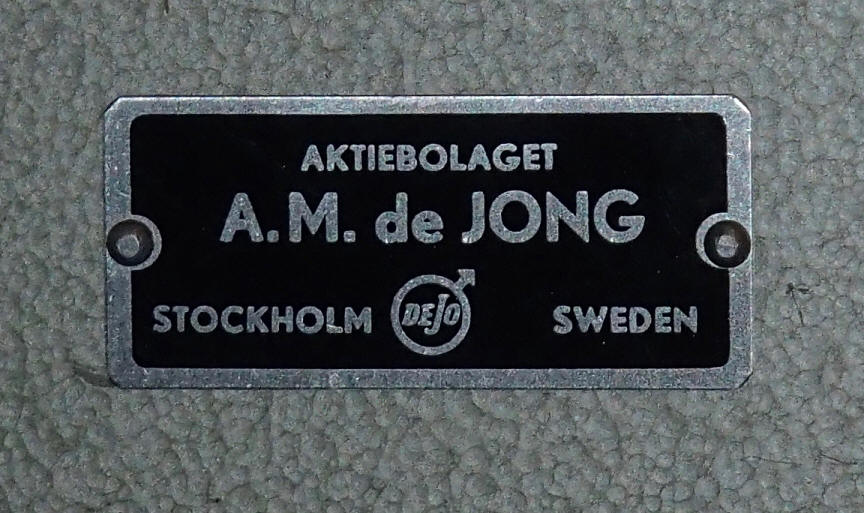 AKTIEBOLAGET
A.M. de JONG
STOCKHOLM DEJO SWEDEN